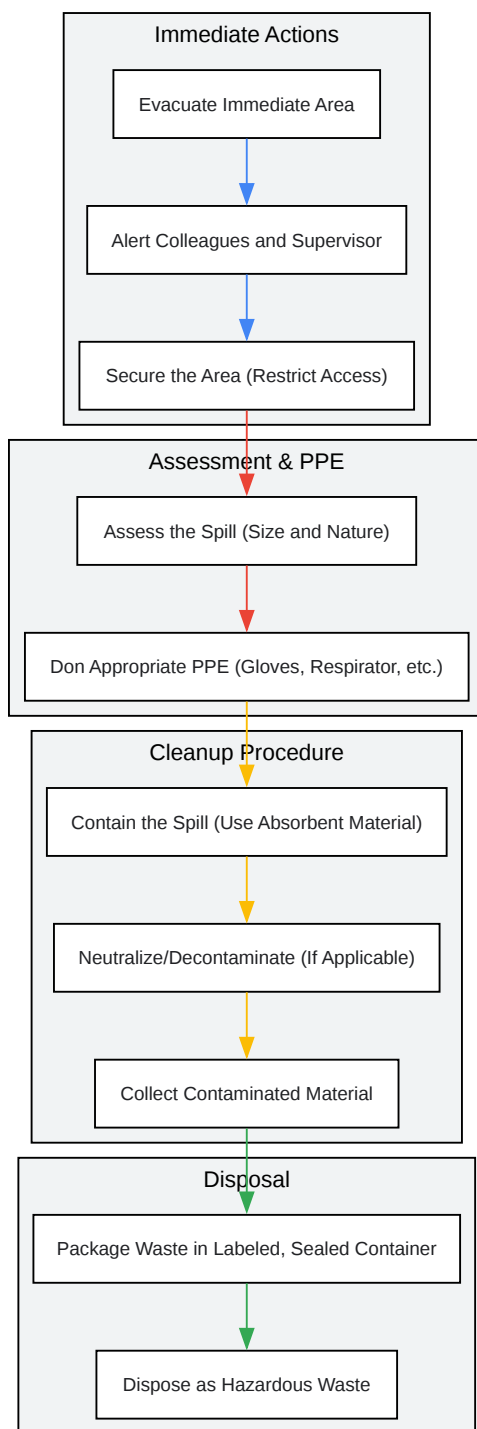 Immediate Actions
Evacuate Immediate Area
Alert Colleagues and Supervisor
Secure the Area (Restrict Access)
Assessment & PPE
Assess the Spill (Size and Nature)
Don Appropriate PPE (Gloves, Respirator, etc.)
Cleanup Procedure
Contain the Spill (Use Absorbent Material)
Neutralize/Decontaminate (If Applicable)
Collect Contaminated Material
Disposal
Package Waste in Labeled, Sealed Container
Dispose as Hazardous Waste